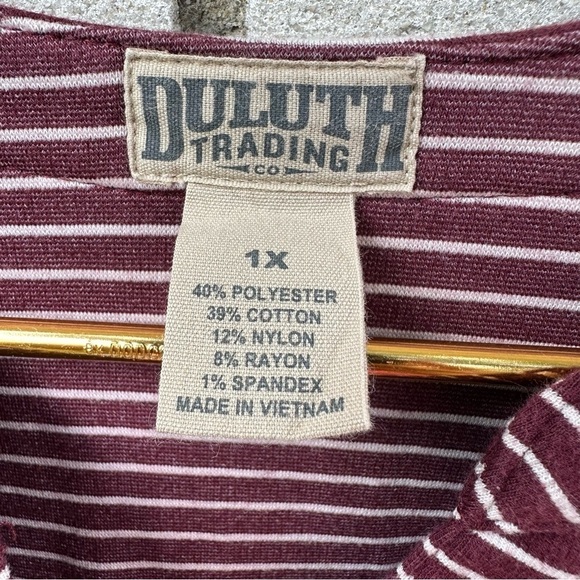 DULUTH
TRADING
CO
1X
40% POLYESTER
39% COTTON
12% NYLON
8% RAYON
1% SPANDEX
MADE IN VIETNAM